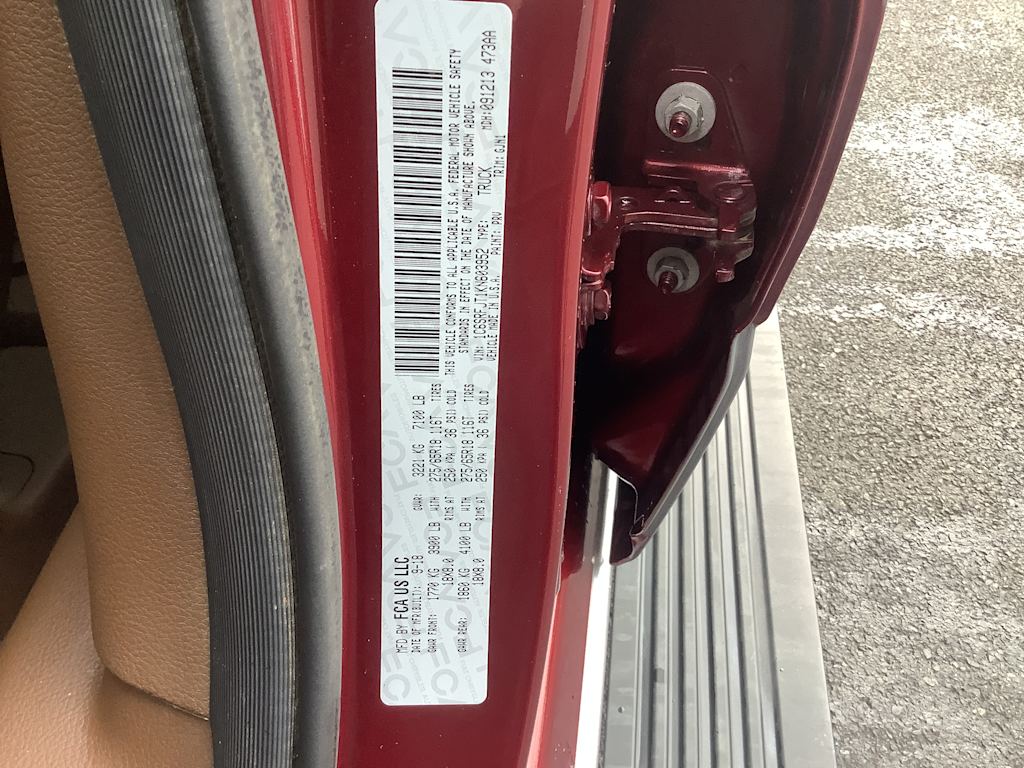 MFD BY FCA US LLC
DATE OF MFR(BUILT): 9-18 GVWR: 3221 KG 7100 LB
GAWR FRONT: 1770 KG 3900 LB WITH 275/65R18 116T TIRES
18X8.0 RIMS AT 250 KPA ( 36 PSI) COLD
GAWR REAR: 1860 KG 4100 LB WITH 275/65R18 116T TIRES
18X8.0 RIMS AT 250 KPA ( 36 PSI) COLD
THIS VEHICLE CONFORMS TO ALL APPLICABLE U.S.A. FEDERAL MOTOR VEHICLE SAFETY
STANDARDS IN EFFECT ON THE DATE OF MANUFACTURE SHOWN ABOVE.
VIN: 1C6SRFJT1KN603952 TYPE: TRUCK MDH:091213 473AA
VEHICLE MADE IN U.S.A. PAINT: PRV TRIM: GJN1